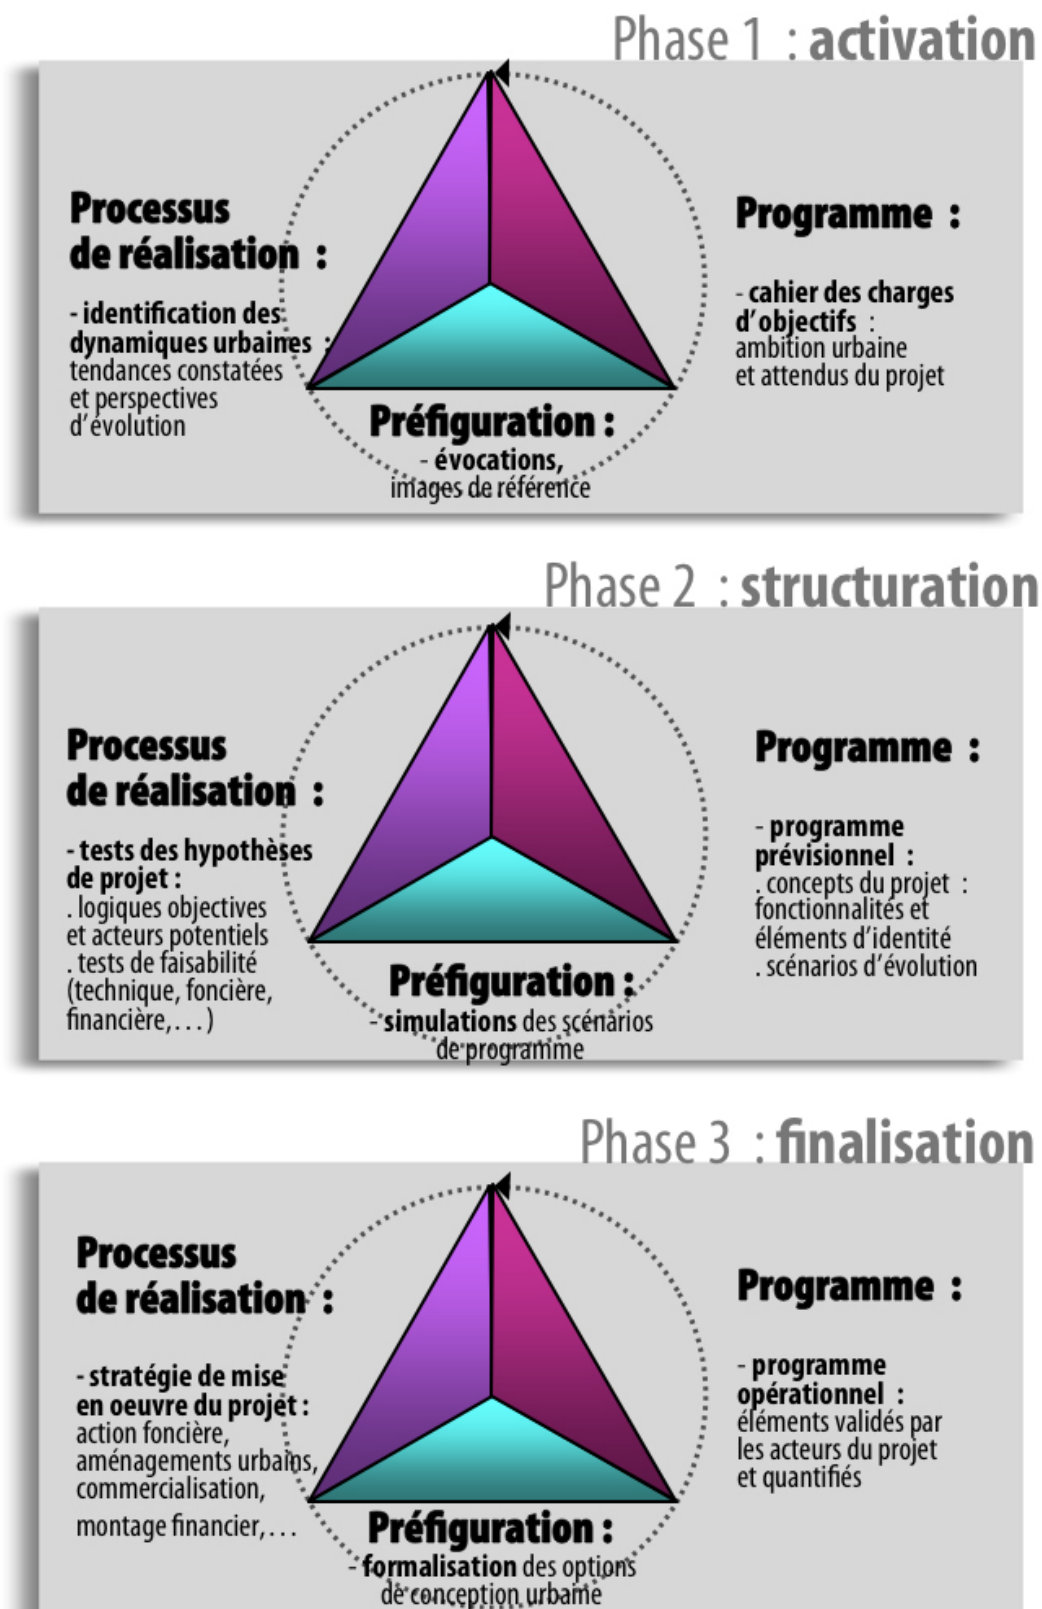 Phase 1 : activation
Processus
de réalisation :
- identification des
dynamiques urbaines :
tendances constatées
et perspectives
d'évolution
Programme :
- cahier des charges
d'objectifs :
ambition urbaine
et attendus du projet
Préfiguration :
- évocations,
images de référence
Phase 2 : structuration
Processus
de réalisation :
- tests des hypothèses
de projet :
. logiques objectives
et acteurs potentiels
. tests de faisabilité
(technique, foncière,
financière,...)
Programme :
- programme
prévisionnel :
. concepts du projet :
fonctionnalités et
éléments d'identité
. scénarios d'évolution
Préfiguration :
- simulations des scénarios
de programme
Phase 3 : finalisation
Processus
de réalisation :
- stratégie de mise
en oeuvre du projet :
action foncière,
aménagements urbains,
commercialisation,
montage financier,...
Programme :
- programme
opérationnel :
éléments validés par
les acteurs du projet
et quantifiés
Préfiguration :
- formalisation des options
de conception urbaine